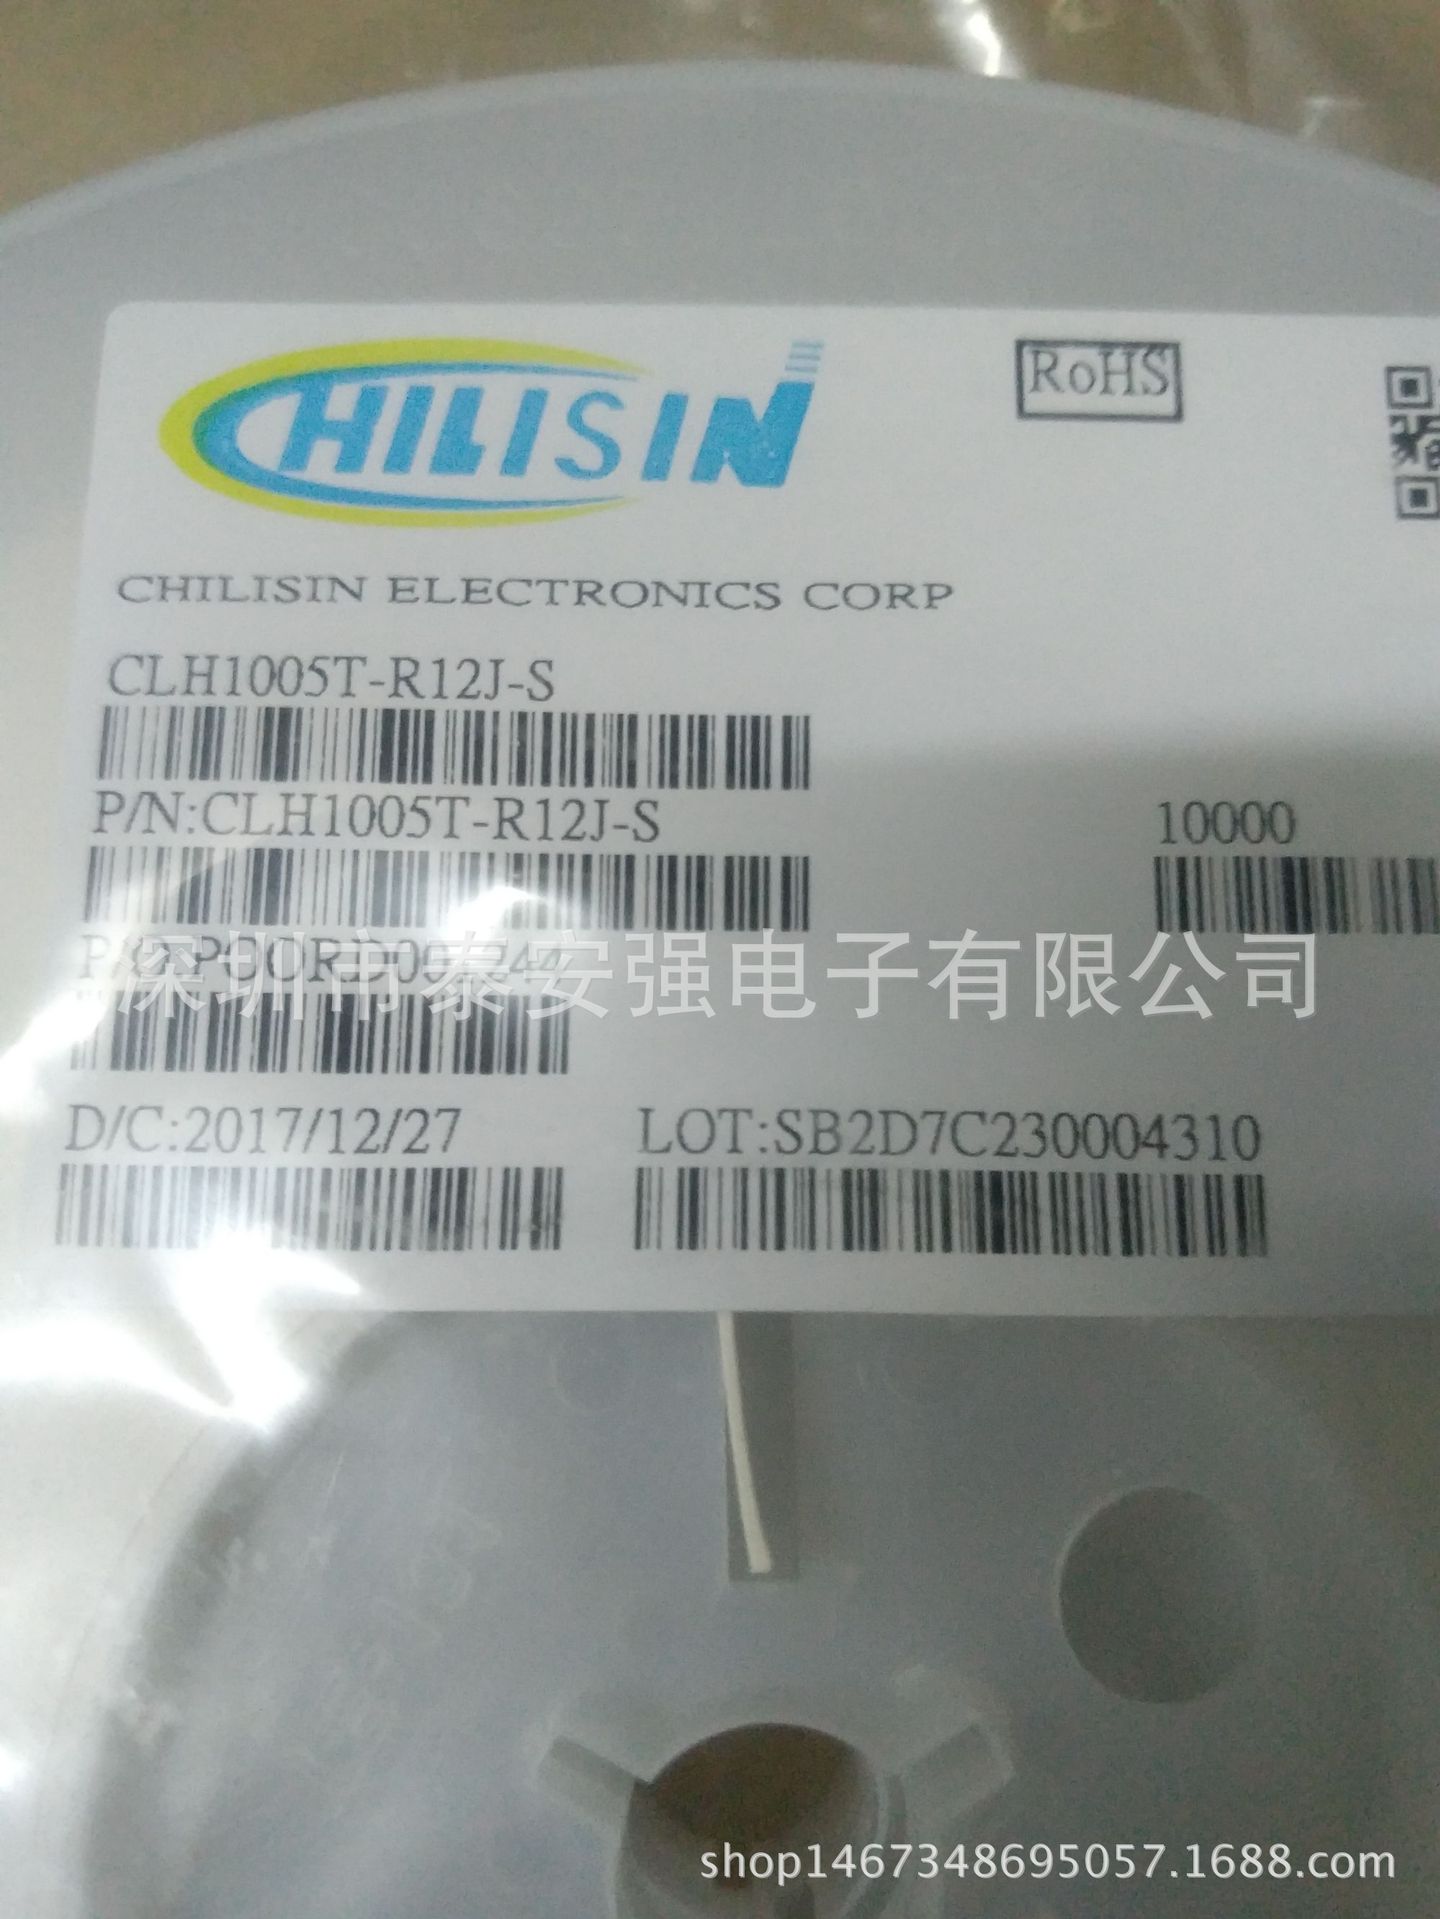 CHILISIN
RoHS
CHILISIN ELECTRONICS CORP
CLH1005T-R12J-S
P/N:CLH1005T-R12J-S
10000
深圳市泰安强电子有限公司
D/C:2017/12/27
LOT:SB2D7C230004310
shop1467348695057.1688.com